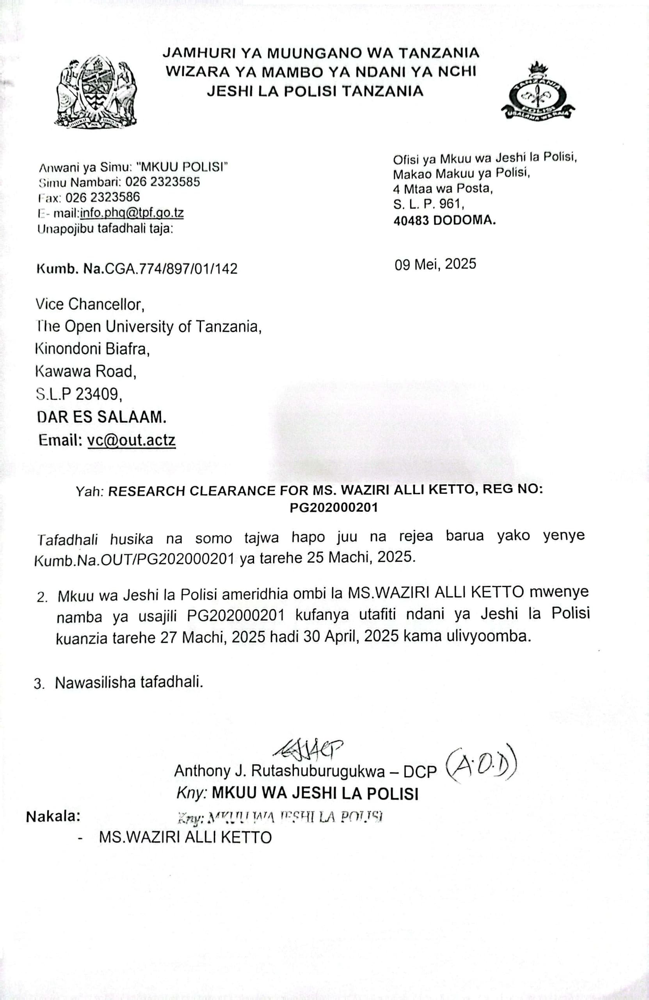 JAMHURI YA MUUNGANO WA TANZANIA
WIZARA YA MAMBO YA NDANI YA NCHI
JESHI LA POLISI TANZANIA
TANZANIA
POLISI
USALAMA WA RAIA
Anwani ya Simu: "MKUU POLISI"
Simu Nambari: 026 2323585
Fax: 026 2323586
E- mail:info.phq@tpf.go.tz
Unapojibu tafadhali taja:
Ofisi ya Mkuu wa Jeshi la Polisi,
Makao Makuu ya Polisi,
4 Mtaa wa Posta,
S. L. P. 961,
40483 DODOMA.
Kumb. Na.CGA.774/897/01/142
09 Mei, 2025
Vice Chancellor,
The Open University of Tanzania,
Kinondoni Biafra,
Kawawa Road,
S.L.P 23409,
DAR ES SALAAM.
Email: vc@out.actz
Yah: RESEARCH CLEARANCE FOR MS. WAZIRI ALLI KETTO, REG NO:
PG202000201
Tafadhali husika na somo tajwa hapo juu na rejea barua yako yenye
Kumb.Na.OUT/PG202000201 ya tarehe 25 Machi, 2025.
2. Mkuu wa Jeshi la Polisi ameridhia ombi la MS.WAZIRI ALLI KETTO mwenye
namba ya usajili PG202000201 kufanya utafiti ndani ya Jeshi la Polisi
kuanzia tarehe 27 Machi, 2025 hadi 30 April, 2025 kama ulivyoomba.
3. Nawasilisha tafadhali.
Anthony J. Rutashuburugukwa – DCP (A.O.D)
Kny: MKUU WA JESHI LA POLISI
Kny: MKUU WA JESHI LA POLISI
Nakala:
- MS.WAZIRI ALLI KETTO